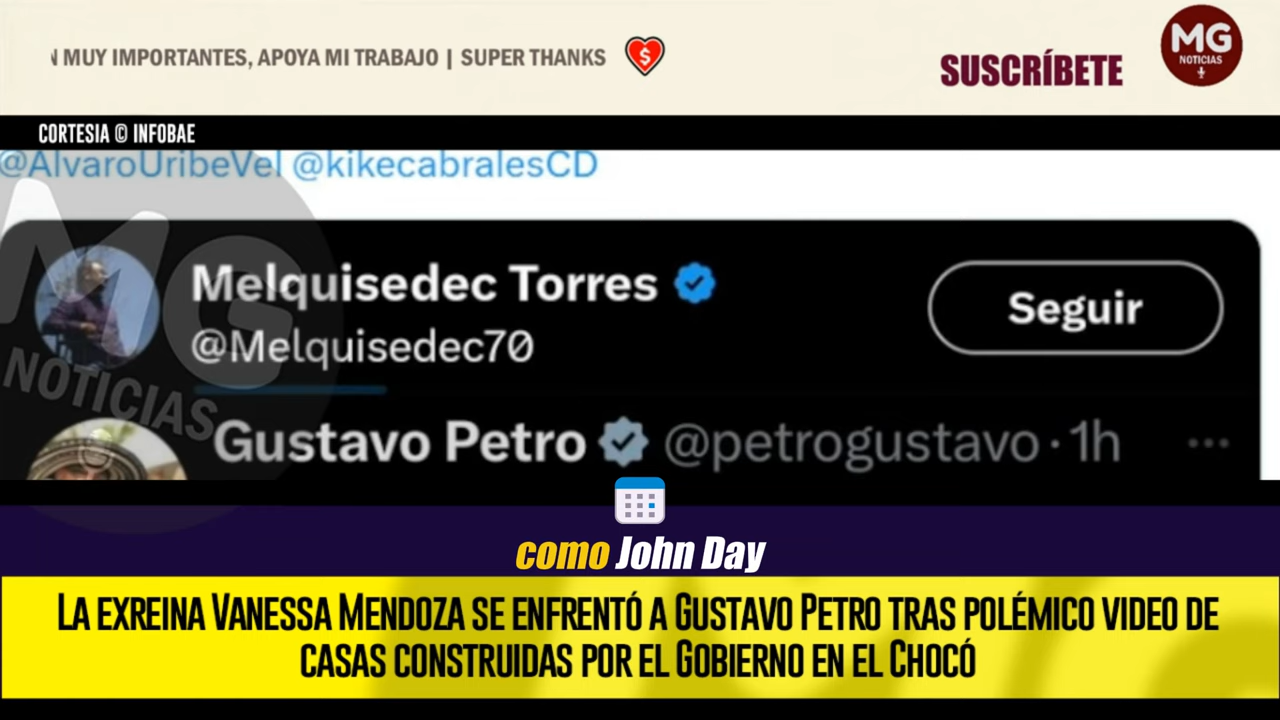 N MUY IMPORTANTES, APOYA MI TRABAJO | SUPER THANKS
SUSCRÍBETE
MG
NOTICIAS
CORTESIA © INFOBAE
@AlvaroUribeVel @kikecabralesCD
Melquisedec Torres
Seguir
@Melquisedec70
MG
NOTICIAS
Gustavo Petro @petrogustavo · 1h
como John Day
LA EXREINA VANESSA MENDOZA SE ENFRENTÓ A GUSTAVO PETRO TRAS POLÉMICO VIDEO DE
CASAS CONSTRUIDAS POR EL GOBIERNO EN EL CHOCÓ